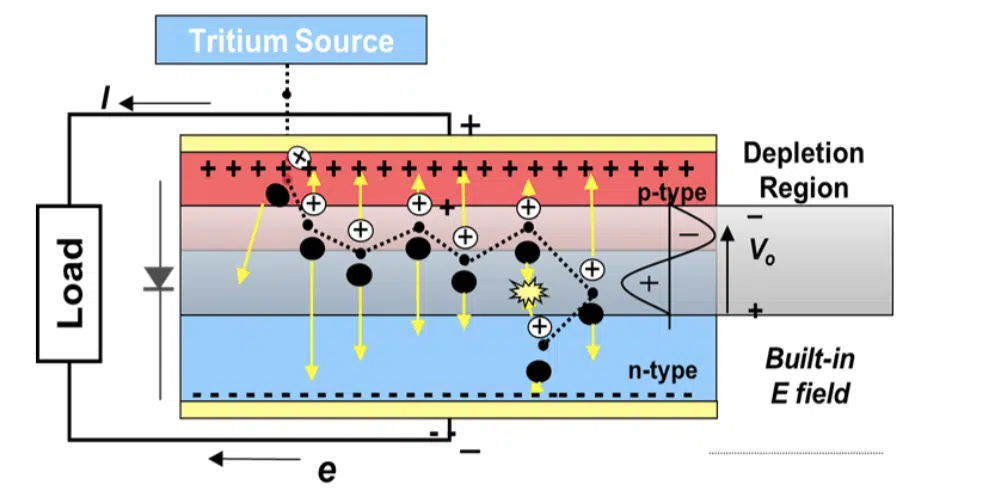 Tritium Source
I
+
+ + + + + + + + + + + + + + + + + + + +
Depletion
Region
p-type
+
–
–
Vo
+
+
Load
n-type
Built-in
E field
- -
–
e